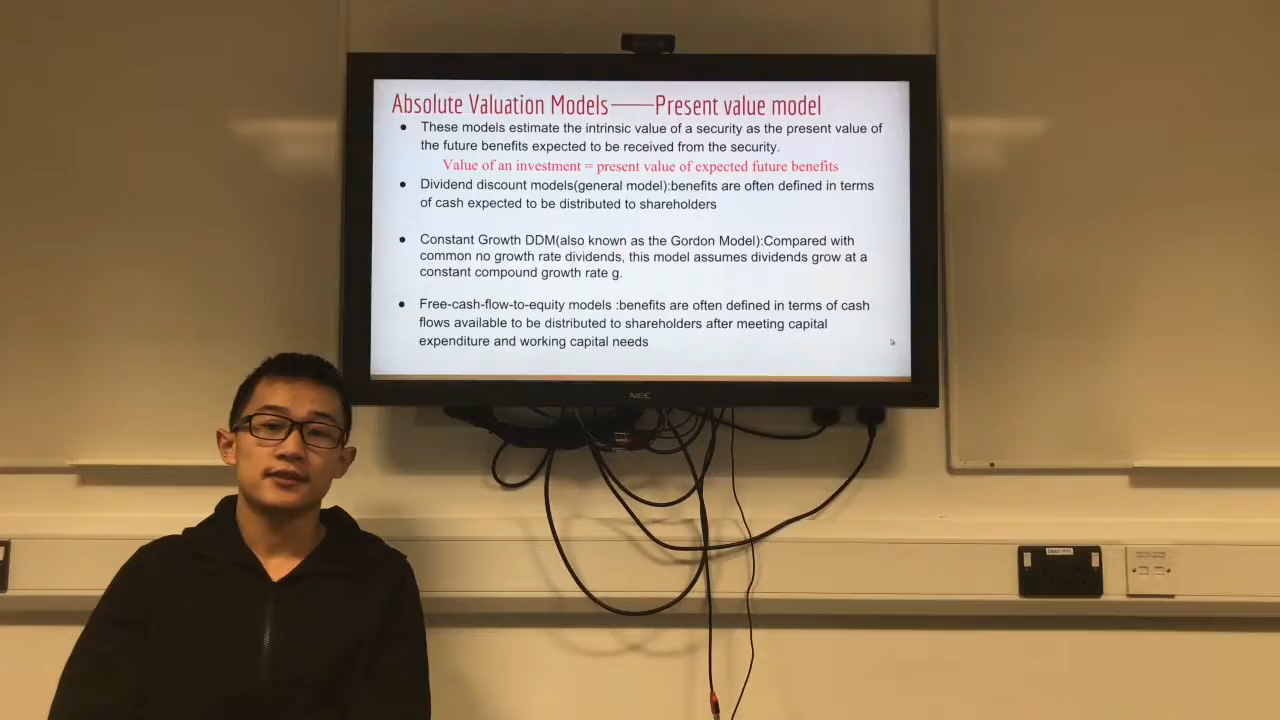 Absolute Valuation Models——Present value model
● These models estimate the intrinsic value of a security as the present value of
the future benefits expected to be received from the security.
Value of an investment = present value of expected future benefits
● Dividend discount models(general model):benefits are often defined in terms
of cash expected to be distributed to shareholders
● Constant Growth DDM(also known as the Gordon Model):Compared with
common no growth rate dividends, this model assumes dividends grow at a
constant compound growth rate g.
● Free-cash-flow-to-equity models :benefits are often defined in terms of cash
flows available to be distributed to shareholders after meeting capital
expenditure and working capital needs
NEC